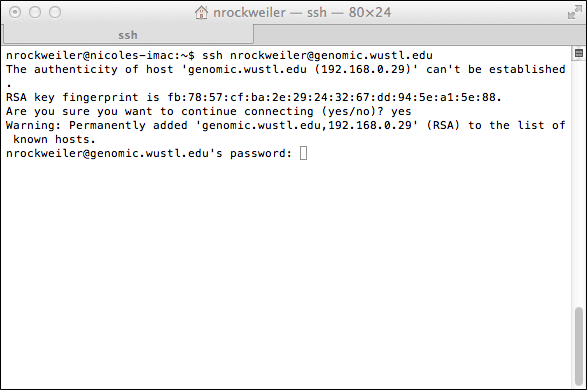 nrockweiler — ssh — 80×24
ssh
nrockweiler@nicoles-imac:~$ ssh nrockweiler@genomic.wustl.edu
The authenticity of host 'genomic.wustl.edu (192.168.0.29)' can't be established
.
RSA key fingerprint is fb:78:57:cf:ba:2e:29:24:32:67:dd:94:5e:a1:5e:88.
Are you sure you want to continue connecting (yes/no)? yes
Warning: Permanently added 'genomic.wustl.edu,192.168.0.29' (RSA) to the list of
 known hosts.
nrockweiler@genomic.wustl.edu's password: